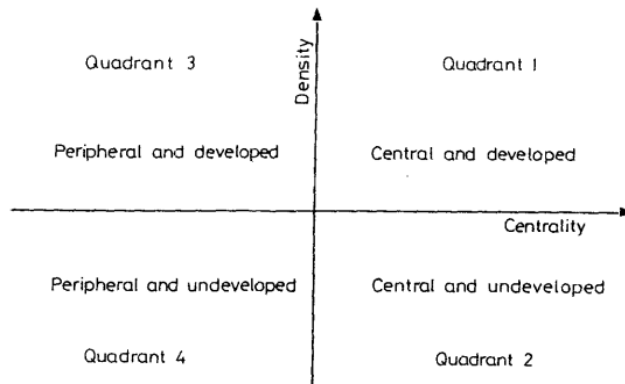 Quadrant 3
Density
Quadrant 1
Peripheral and developed
Central and developed
Centrality
Peripheral and undeveloped
Central and undeveloped
Quadrant 4
Quadrant 2